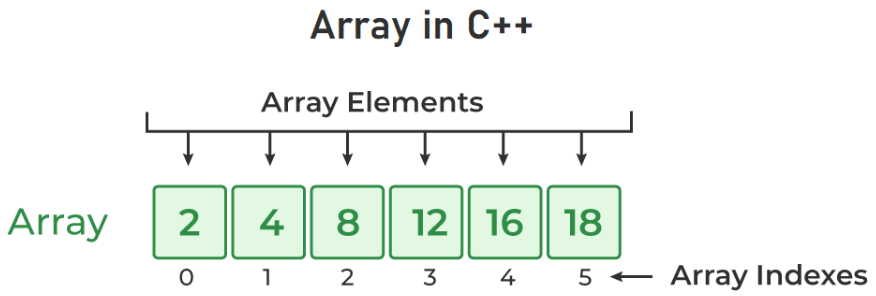 Array in C++
Array Elements
Array 2 4 8 12 16 18
0 1 2 3 4 5 Array Indexes